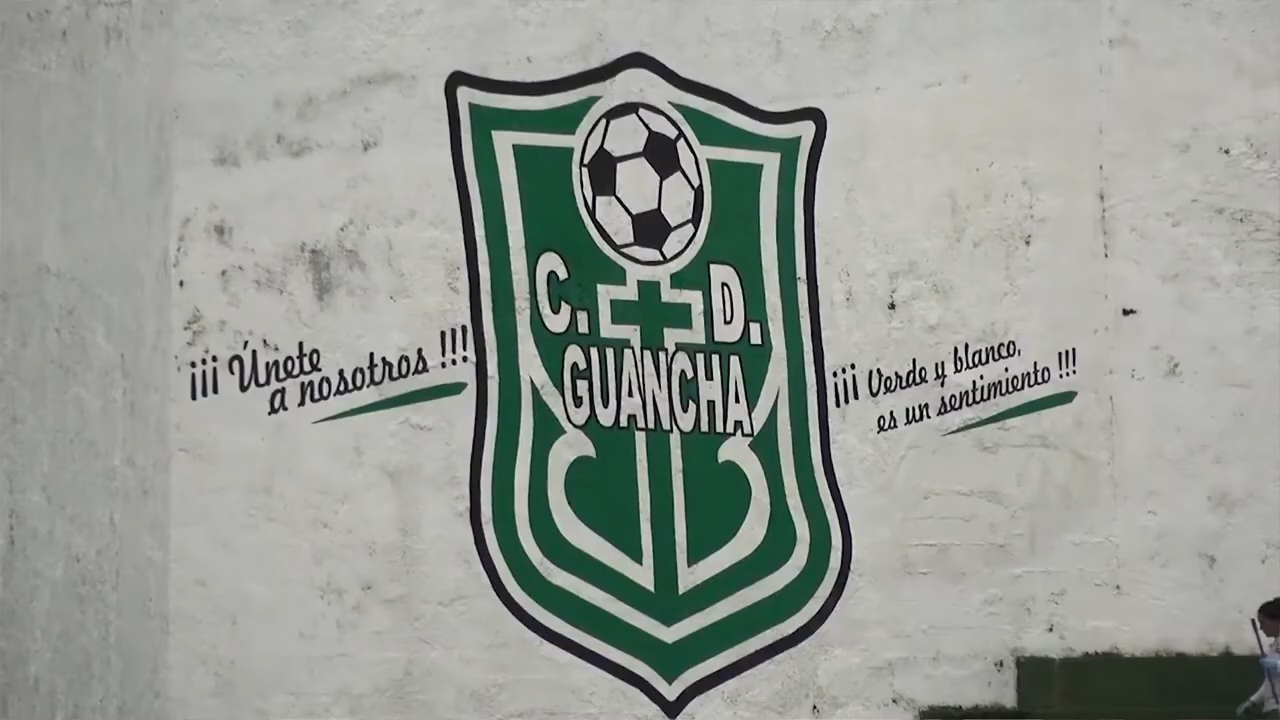 C. D.
GUANCHA
¡¡¡ Únete
a nosotros !!!
¡¡¡ Verde y blanco,
es un sentimiento !!!